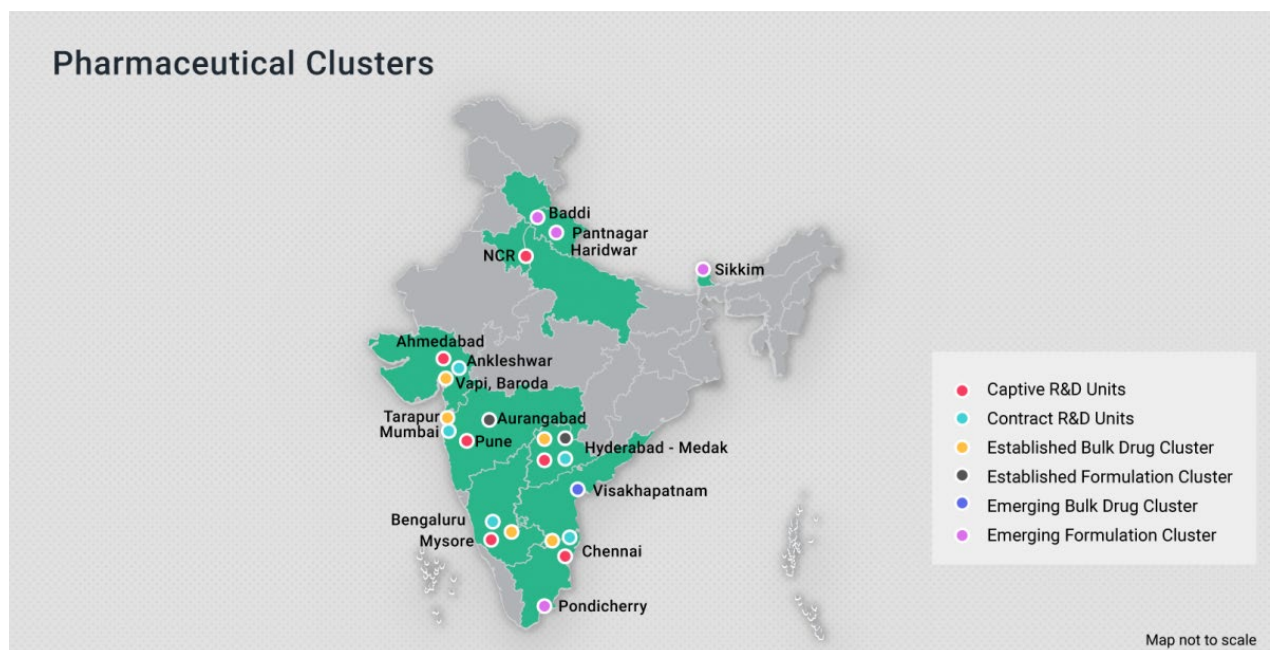 Pharmaceutical Clusters
Baddi
Pantnagar
Haridwar
NCR
Sikkim
Ahmedabad
Ankleshwar
Vapi, Baroda
Tarapur
Mumbai
Aurangabad
Pune
Hyderabad - Medak
Visakhapatnam
Bengaluru
Mysore
Chennai
Pondicherry
Captive R&D Units
Contract R&D Units
Established Bulk Drug Cluster
Established Formulation Cluster
Emerging Bulk Drug Cluster
Emerging Formulation Cluster
Map not to scale